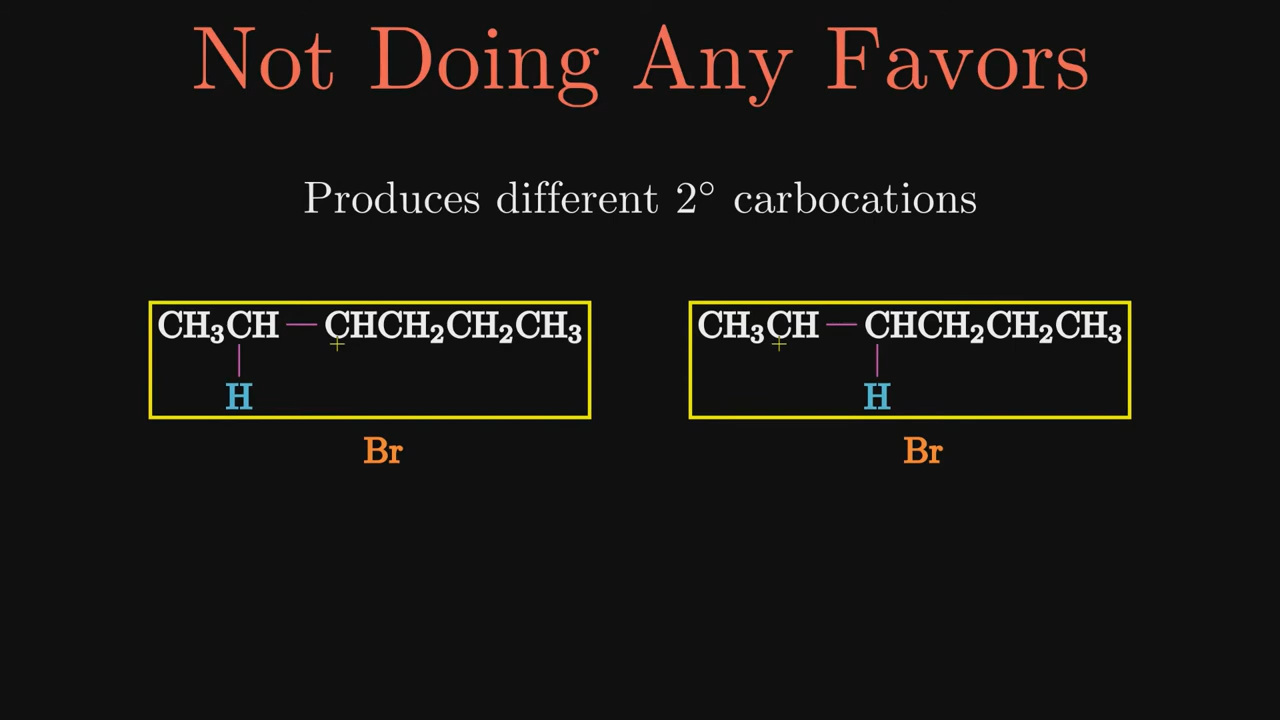 Not Doing Any Favors
Produces different 2° carbocations
CH₃CH — CHCH₂CH₂CH₃
+
H
Br
CH₃CH — CHCH₂CH₂CH₃
+
H
Br